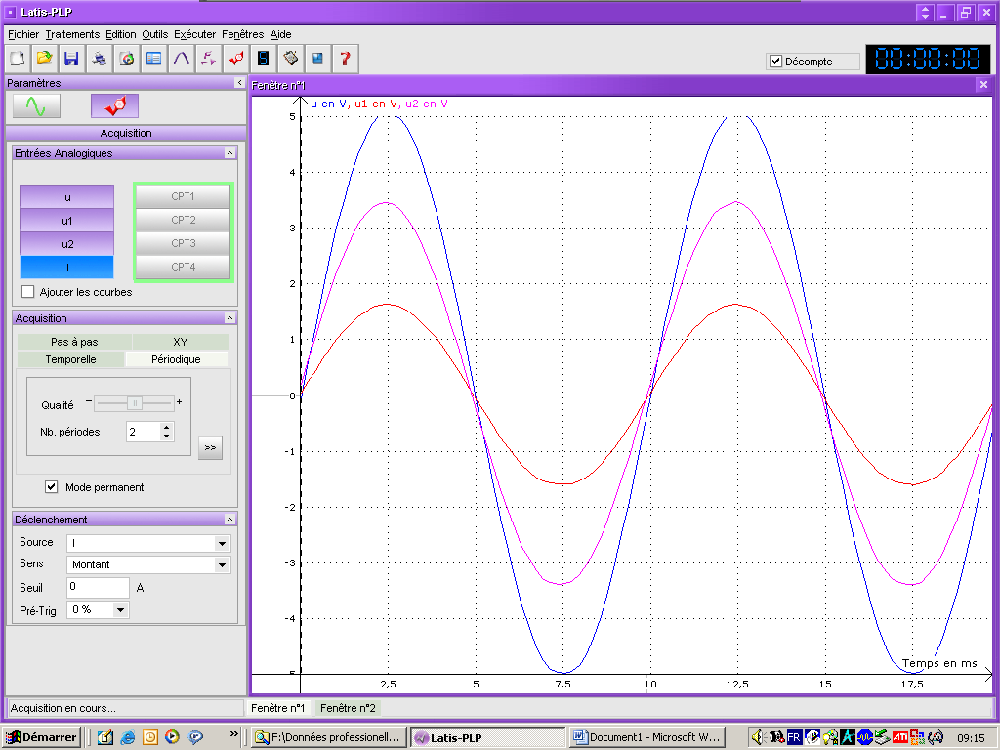 Latis-PLP
Fichier Traitements Edition Outils Exécuter Fenêtres Aide
Décompte 00:00:00
Paramètres
Fenêtre n°1
Acquisition
Entrées Analogiques
u CPT1
u1 CPT2
u2 CPT3
I CPT4
Ajouter les courbes
Acquisition
Pas à pas XY
Temporelle Périodique
Qualité − +
Nb. périodes 2
>>
Mode permanent
Déclenchement
Source I
Sens Montant
Seuil 0 A
Pré-Trig 0 %
u en V, u1 en V, u2 en V
5
4
3
2
1
0
-1
-2
-3
-4
Temps en ms
2,5 5 7,5 10 12,5 15 17,5
Acquisition en cours...
Fenêtre n°1 Fenêtre n°2
Démarrer » F:\Données professionell... Latis-PLP Document1 - Microsoft W... FR ATI 09:15